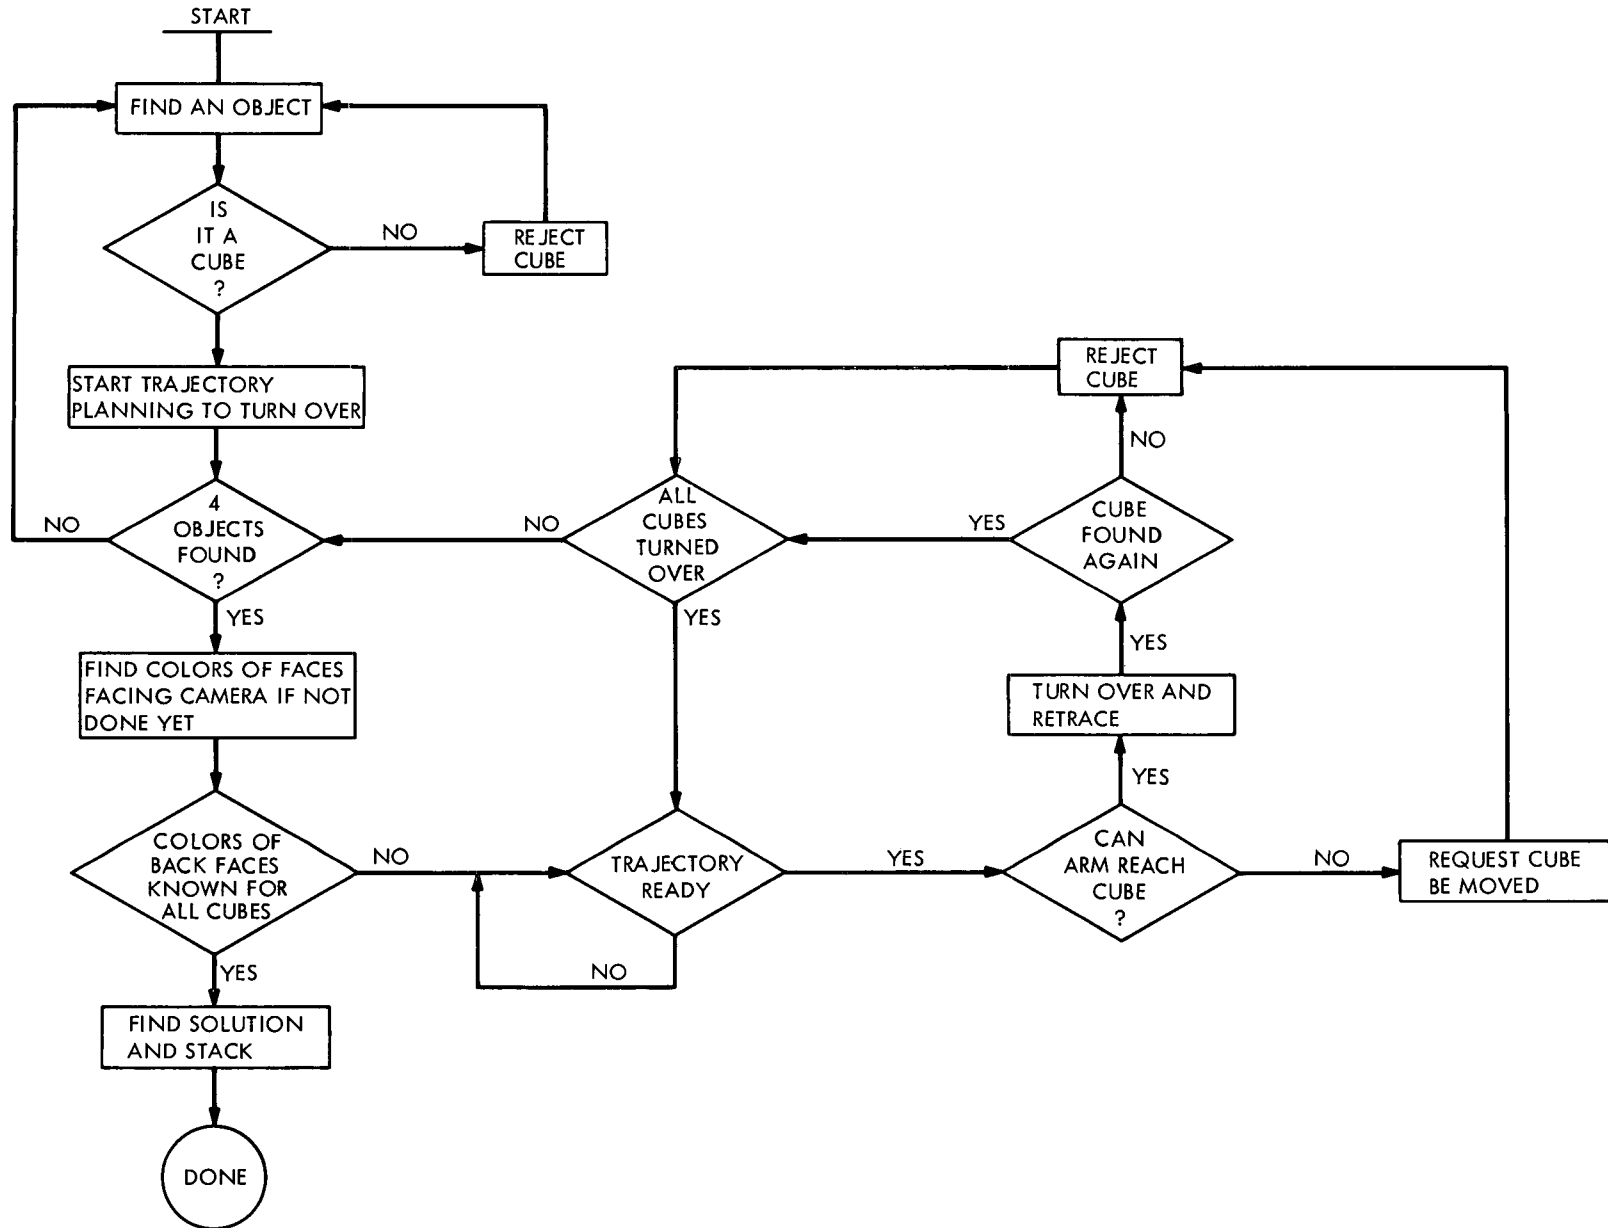 START
FIND AN OBJECT
IS
IT A
CUBE
?
NO
REJECT
CUBE
START TRAJECTORY
PLANNING TO TURN OVER
4
OBJECTS
FOUND
?
NO
YES
FIND COLORS OF FACES
FACING CAMERA IF NOT
DONE YET
COLORS OF
BACK FACES
KNOWN FOR
ALL CUBES
NO
YES
FIND SOLUTION
AND STACK
DONE
REJECT
CUBE
NO
ALL
CUBES
TURNED
OVER
NO
YES
CUBE
FOUND
AGAIN
YES
YES
TURN OVER AND
RETRACE
YES
TRAJECTORY
READY
NO
YES
CAN
ARM REACH
CUBE
?
NO
REQUEST CUBE
BE MOVED